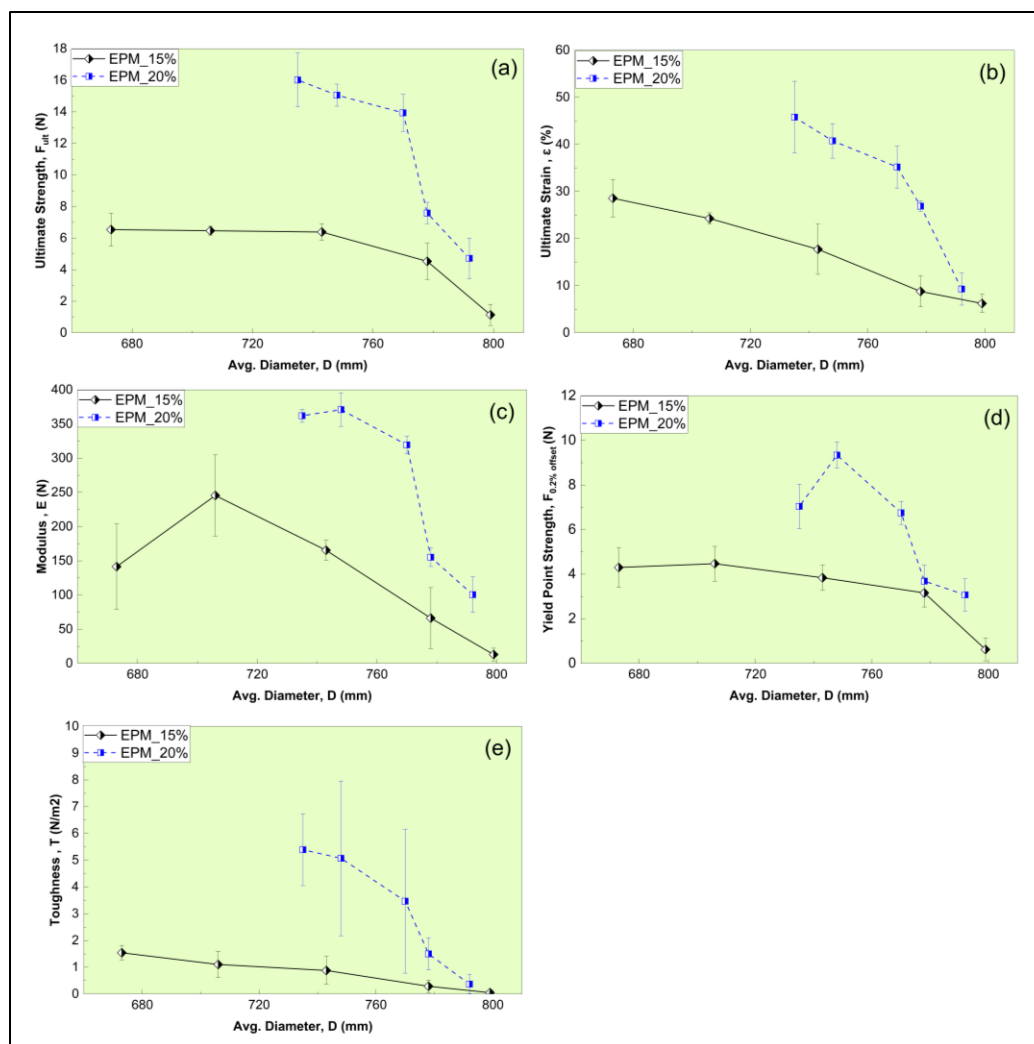 EPM_15%
EPM_20%
(a)
18
16
14
12
10
8
6
4
2
0
Ultimate Strength, F_ult (N)
680 720 760 800
Avg. Diameter, D (mm)
EPM_15%
EPM_20%
(b)
60
50
40
30
20
10
0
Ultimate Strain , ε (%)
680 720 760 800
Avg. Diameter, D (mm)
EPM_15%
EPM_20%
(c)
400
350
300
250
200
150
100
50
0
Modulus , E (N)
680 720 760 800
Avg. Diameter, D (mm)
EPM_15%
EPM_20%
(d)
12
10
8
6
4
2
0
Yield Point Strength, F_0.2% offset (N)
680 720 760 800
Avg. Diameter, D (mm)
EPM_15%
EPM_20%
(e)
10
9
8
7
6
5
4
3
2
1
0
Toughness , T (N/m2)
680 720 760 800
Avg. Diameter, D (mm)